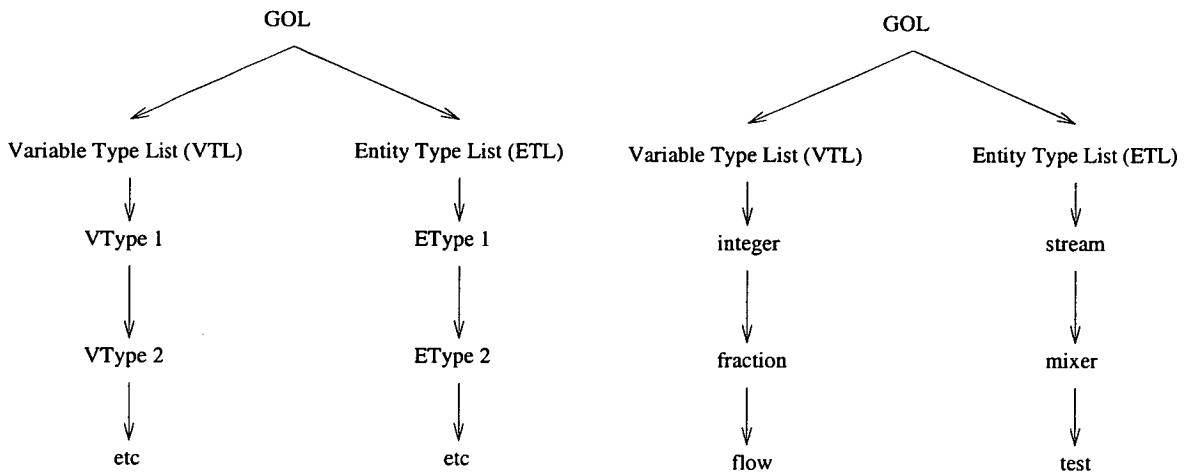 GOL
Variable Type List (VTL)
Entity Type List (ETL)
VType 1
EType 1
VType 2
EType 2
etc
etc
GOL
Variable Type List (VTL)
Entity Type List (ETL)
integer
stream
fraction
mixer
flow
test